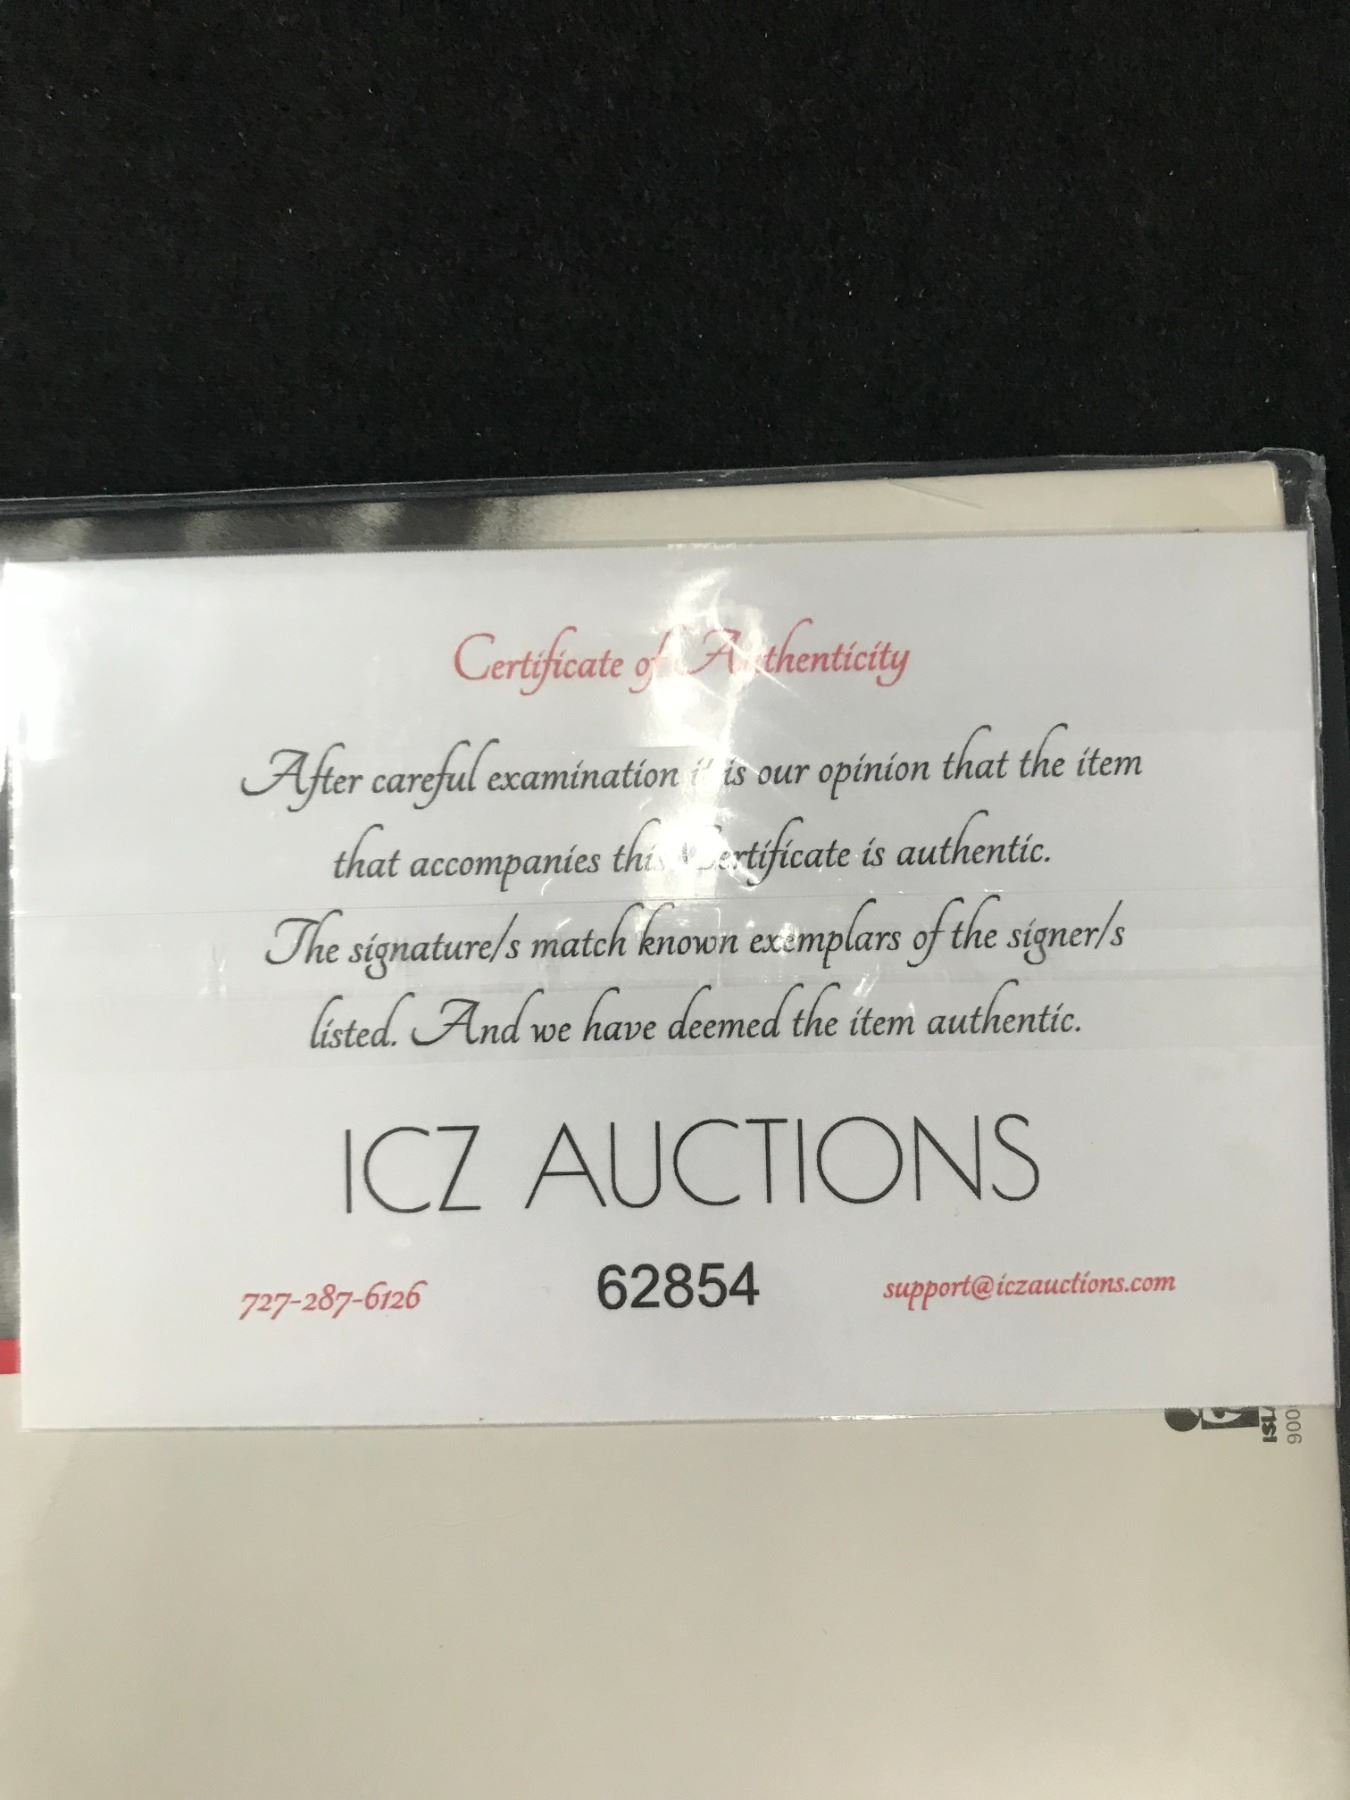 Certificate of Authenticity
After careful examination it is our opinion that the item
that accompanies this Certificate is authentic.
The signature/s match known exemplars of the signer/s
listed. And we have deemed the item authentic.
ICZ AUCTIONS
727-287-6126 62854 support@iczauctions.com